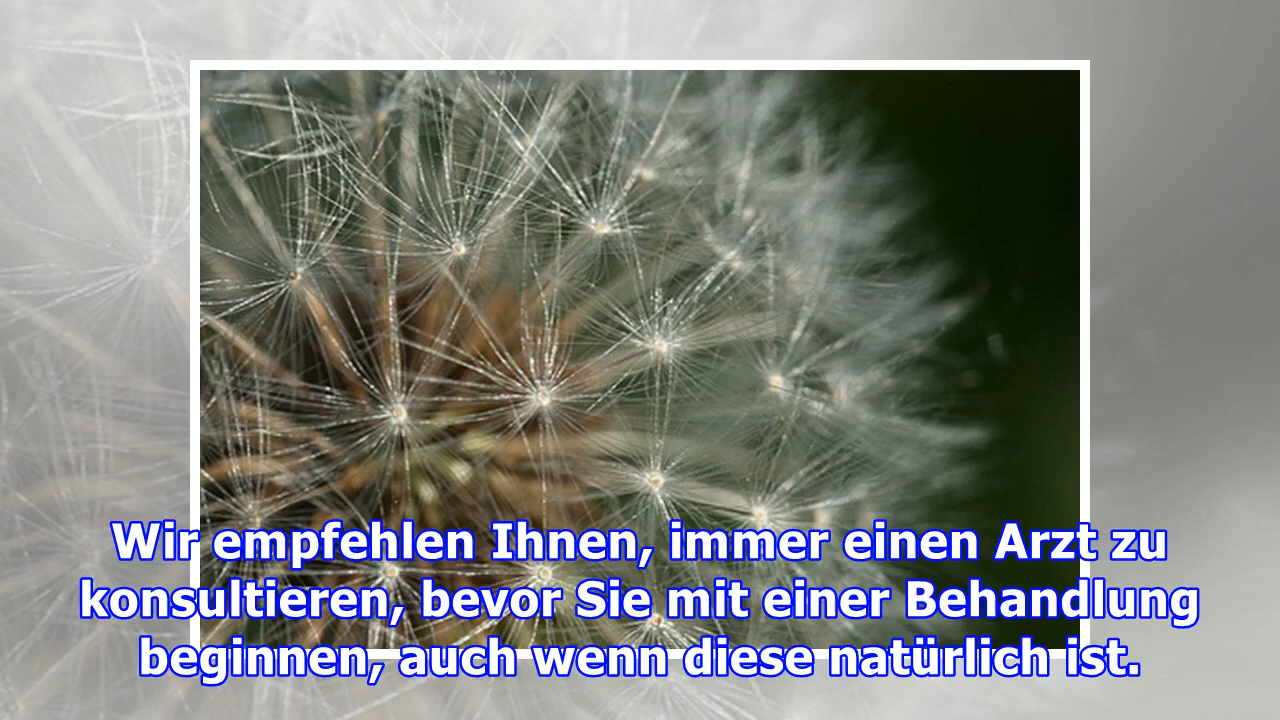 Wir empfehlen Ihnen, immer einen Arzt zu
konsultieren, bevor Sie mit einer Behandlung
beginnen, auch wenn diese natürlich ist.